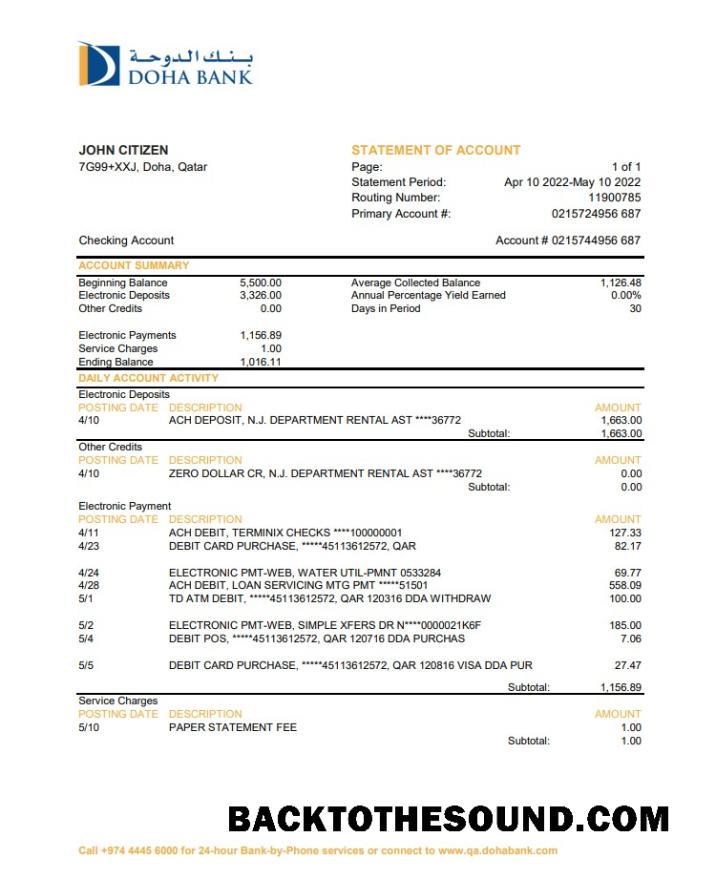 بنك الدوحة
DOHA BANK
JOHN CITIZEN
7G99+XXJ, Doha, Qatar
STATEMENT OF ACCOUNT
Page: 1 of 1
Statement Period: Apr 10 2022-May 10 2022
Routing Number: 11900785
Primary Account #: 0215724956 687
Checking Account Account # 0215744956 687
ACCOUNT SUMMARY
Beginning Balance 5,500.00 Average Collected Balance 1,126.48
Electronic Deposits 3,326.00 Annual Percentage Yield Earned 0.00%
Other Credits 0.00 Days in Period 30
Electronic Payments 1,156.89
Service Charges 1.00
Ending Balance 1,016.11
DAILY ACCOUNT ACTIVITY
Electronic Deposits
POSTING DATE DESCRIPTION AMOUNT
4/10 ACH DEPOSIT, N.J. DEPARTMENT RENTAL AST ****36772 1,663.00
Subtotal: 1,663.00
Other Credits
POSTING DATE DESCRIPTION AMOUNT
4/10 ZERO DOLLAR CR, N.J. DEPARTMENT RENTAL AST ****36772 0.00
Subtotal: 0.00
Electronic Payment
POSTING DATE DESCRIPTION AMOUNT
4/11 ACH DEBIT, TERMINIX CHECKS ****100000001 127.33
4/23 DEBIT CARD PURCHASE, *****45113612572, QAR 82.17
4/24 ELECTRONIC PMT-WEB, WATER UTIL-PMNT 0533284 69.77
4/28 ACH DEBIT, LOAN SERVICING MTG PMT *****51501 558.09
5/1 TD ATM DEBIT, *****45113612572, QAR 120316 DDA WITHDRAW 100.00
5/2 ELECTRONIC PMT-WEB, SIMPLE XFERS DR N****0000021K6F 185.00
5/4 DEBIT POS, *****45113612572, QAR 120716 DDA PURCHAS 7.06
5/5 DEBIT CARD PURCHASE, *****45113612572, QAR 120816 VISA DDA PUR 27.47
Subtotal: 1,156.89
Service Charges
POSTING DATE DESCRIPTION AMOUNT
5/10 PAPER STATEMENT FEE 1.00
Subtotal: 1.00
BACKTOTHESOUND.COM
Call +974 4445 6000 for 24-hour Bank-by-Phone services or connect to www.qa.dohabank.com